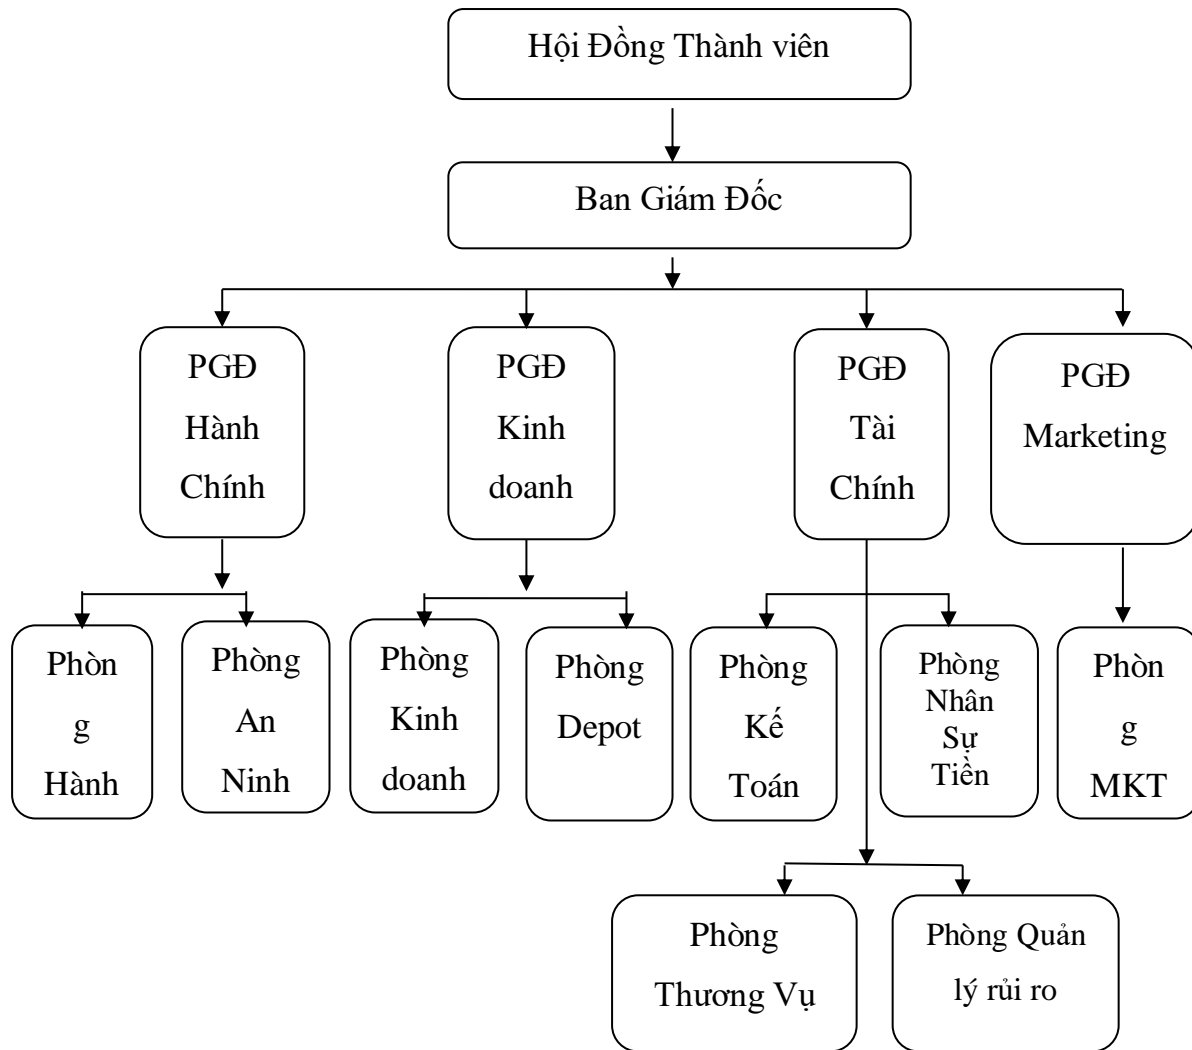 Hội Đồng Thành viên
Ban Giám Đốc
PGĐ
Hành
Chính
PGĐ
Kinh
doanh
PGĐ
Tài
Chính
PGĐ
Marketing
Phòn
g
Hành
Phòng
An
Ninh
Phòng
Kinh
doanh
Phòng
Depot
Phòng
Kế
Toán
Phòng
Nhân
Sự
Tiền
Phòn
g
MKT
Phòng
Thương Vụ
Phòng Quản
lý rủi ro